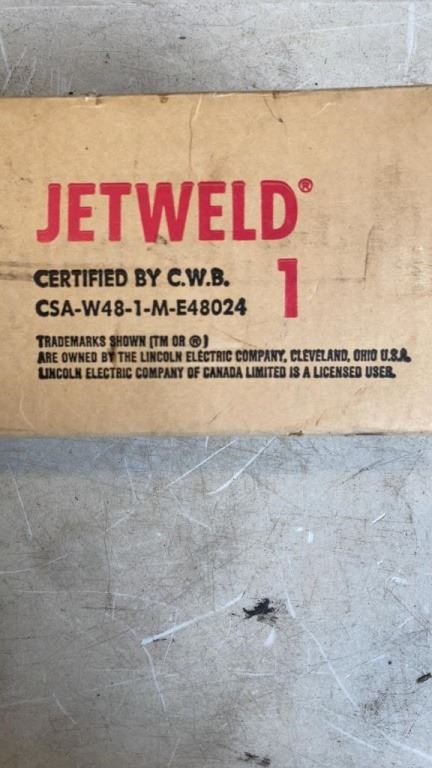 JETWELD®
1
CERTIFIED BY C.W.B.
CSA-W48-1-M-E48024
TRADEMARKS SHOWN (TM OR ®)
ARE OWNED BY THE LINCOLN ELECTRIC COMPANY, CLEVELAND, OHIO U.S.A.
LINCOLN ELECTRIC COMPANY OF CANADA LIMITED IS A LICENSED USER.